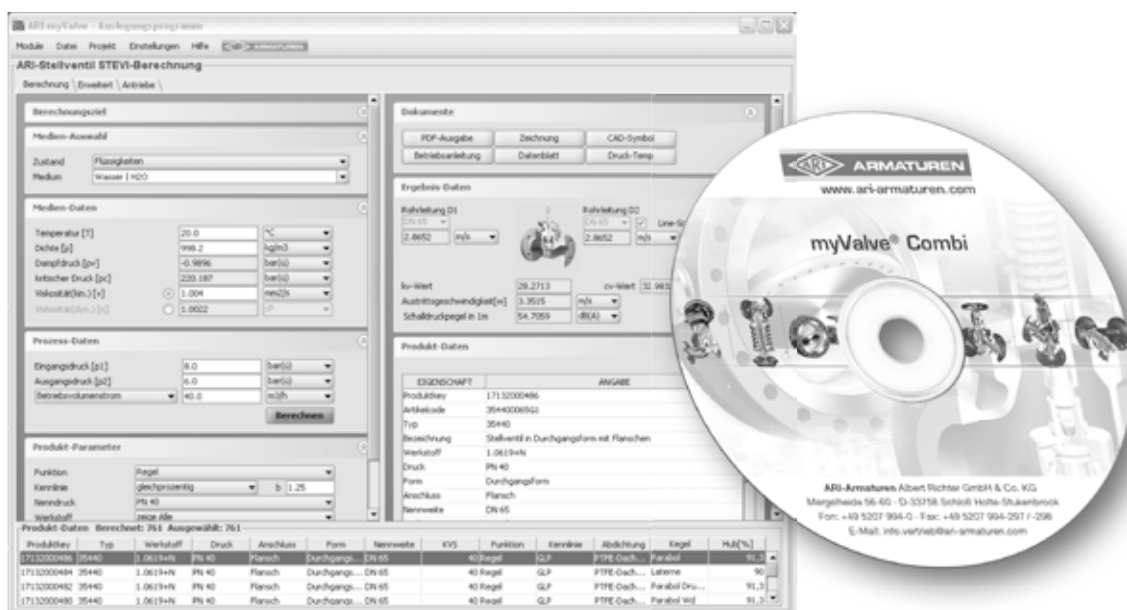 ARI-myValve - Auslegungsprogramm
Module Datei Projekt Einstellungen Hilfe ARI ARMATUREN
ARI-Stellventil STEVI-Berechnung
Berechnung Erweitert Antriebe
Berechnungsziel
Medien-Auswahl
Zustand Flüssigkeiten
Medium Wasser | H2O
Medien-Daten
Temperatur [T] 20.0 °C
Dichte [ρ] 998.2 kg/m3
Dampfdruck [pv] -0.9896 bar(ü)
kritischer Druck [pc] 220.187 bar(ü)
Viskosität(kin.) [ν] 1.004 mm2/s
Viskosität(dyn.) [η] 1.0022 cP
Prozess-Daten
Eingangsdruck [p1] 8.0 bar(ü)
Ausgangsdruck [p2] 6.0 bar(ü)
Betriebsvolumenstrom 40.0 m3/h
Berechnen
Produkt-Parameter
Funktion Regel
Kennlinie gleichprozentig b 1.25
Nenndruck PN 40
Werkstoff zeige Alle
Dokumente
PDF-Ausgabe Zeichnung CAD-Symbol
Betriebsanleitung Datenblatt Druck-Temp
Ergebnis-Daten
Rohrleitung D1 Rohrleitung D2
DN 65 DN 65
2.8652 m/s 2.8652 m/s
kv-Wert 28.2713 cv-Wert
Austrittsgeschwindigkeit[w] 3.3515 m/s
Schalldruckpegel in 1m 54.7059 dB(A)
Produkt-Daten
EIGENSCHAFT ANGABE
Produktkey 17132000486
Artikelcode 354400065G1
Typ 35440
Bezeichnung Stellventil in Durchgangsform mit Flanschen
Werkstoff 1.0619+N
Druck PN 40
Form Durchgangsform
Anschluss Flansch
Nennweite DN 65
Produkt-Daten Berechnet: 761 Ausgewählt: 761
Produktkey Typ Werkstoff Druck Anschluss Form Nennweite KVS Funktion Kennlinie Abdichtung Kegel Hub[%]
17132000486 35440 1.0619+N PN 40 Flansch Durchgangs... DN 65 40 Regel GLP PTFE-Dach... Parabol 91,3
17132000484 35440 1.0619+N PN 40 Flansch Durchgangs... DN 65 40 Regel GLP PTFE-Dach... Laterne 90
17132000482 35440 1.0619+N PN 40 Flansch Durchgangs... DN 65 40 Regel GLP PTFE-Dach... Parabol Dru... 91,3
17132000480 35440 1.0619+N PN 40 Flansch Durchgangs... DN 65 40 Regel GLP PTFE-Dach... Parabol Wd 91,3
ARI ARMATUREN
www.ari-armaturen.com
myValve® Combi
ARI-Armaturen Albert Richter GmbH & Co. KG
Mergelheide 56-60 · D-33758 Schloß Holte-Stukenbrock
Fon: +49 5207 994-0 · Fax: +49 5207 994-297 / -298
E-Mail: info.vertrieb@ari-armaturen.com